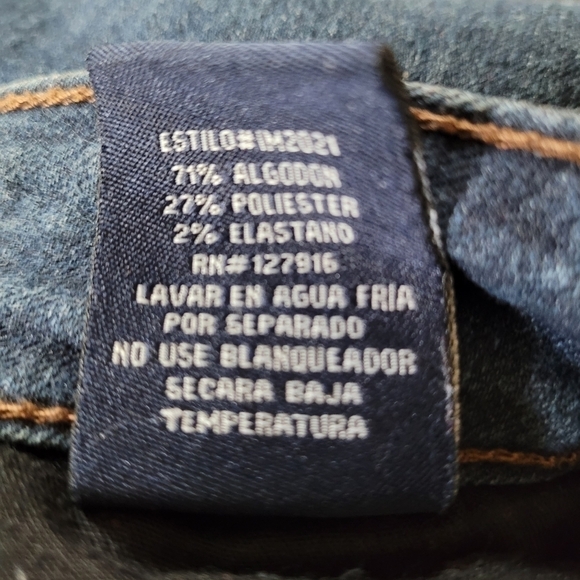 ESTILO#IM2021
71% ALGODON
27% POLIESTER
2% ELASTANO
RN#127916
LAVAR EN AGUA FRIA
POR SEPARADO
NO USE BLANQUEADOR
SECARA BAJA
TEMPERATURA